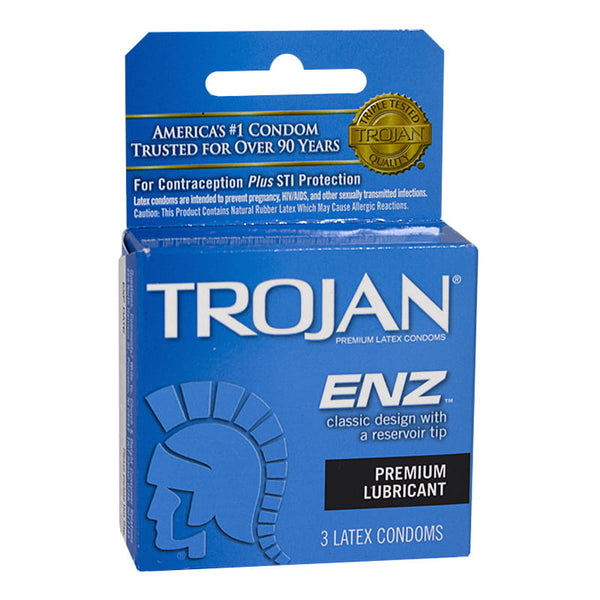 AMERICA'S #1 CONDOM
TRUSTED FOR OVER 90 YEARS
TRIPLE TESTED
TROJAN
QUALITY
For Contraception Plus STI Protection
Latex condoms are intended to prevent pregnancy, HIV/AIDS, and other sexually transmitted infections.
Caution: This Product Contains Natural Rubber Latex Which May Cause Allergic Reactions.
TROJAN®
PREMIUM LATEX CONDOMS
ENZ™
classic design with
a reservoir tip
PREMIUM
LUBRICANT
3 LATEX CONDOMS
®